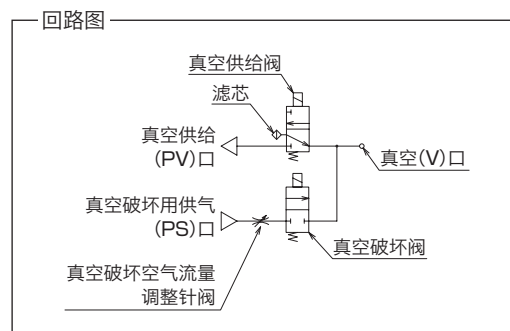 回路图
真空供给阀
滤芯
真空供给
(PV)口
真空(V)口
真空破坏用供气
(PS)口
真空破坏阀
真空破坏空气流量
调整针阀